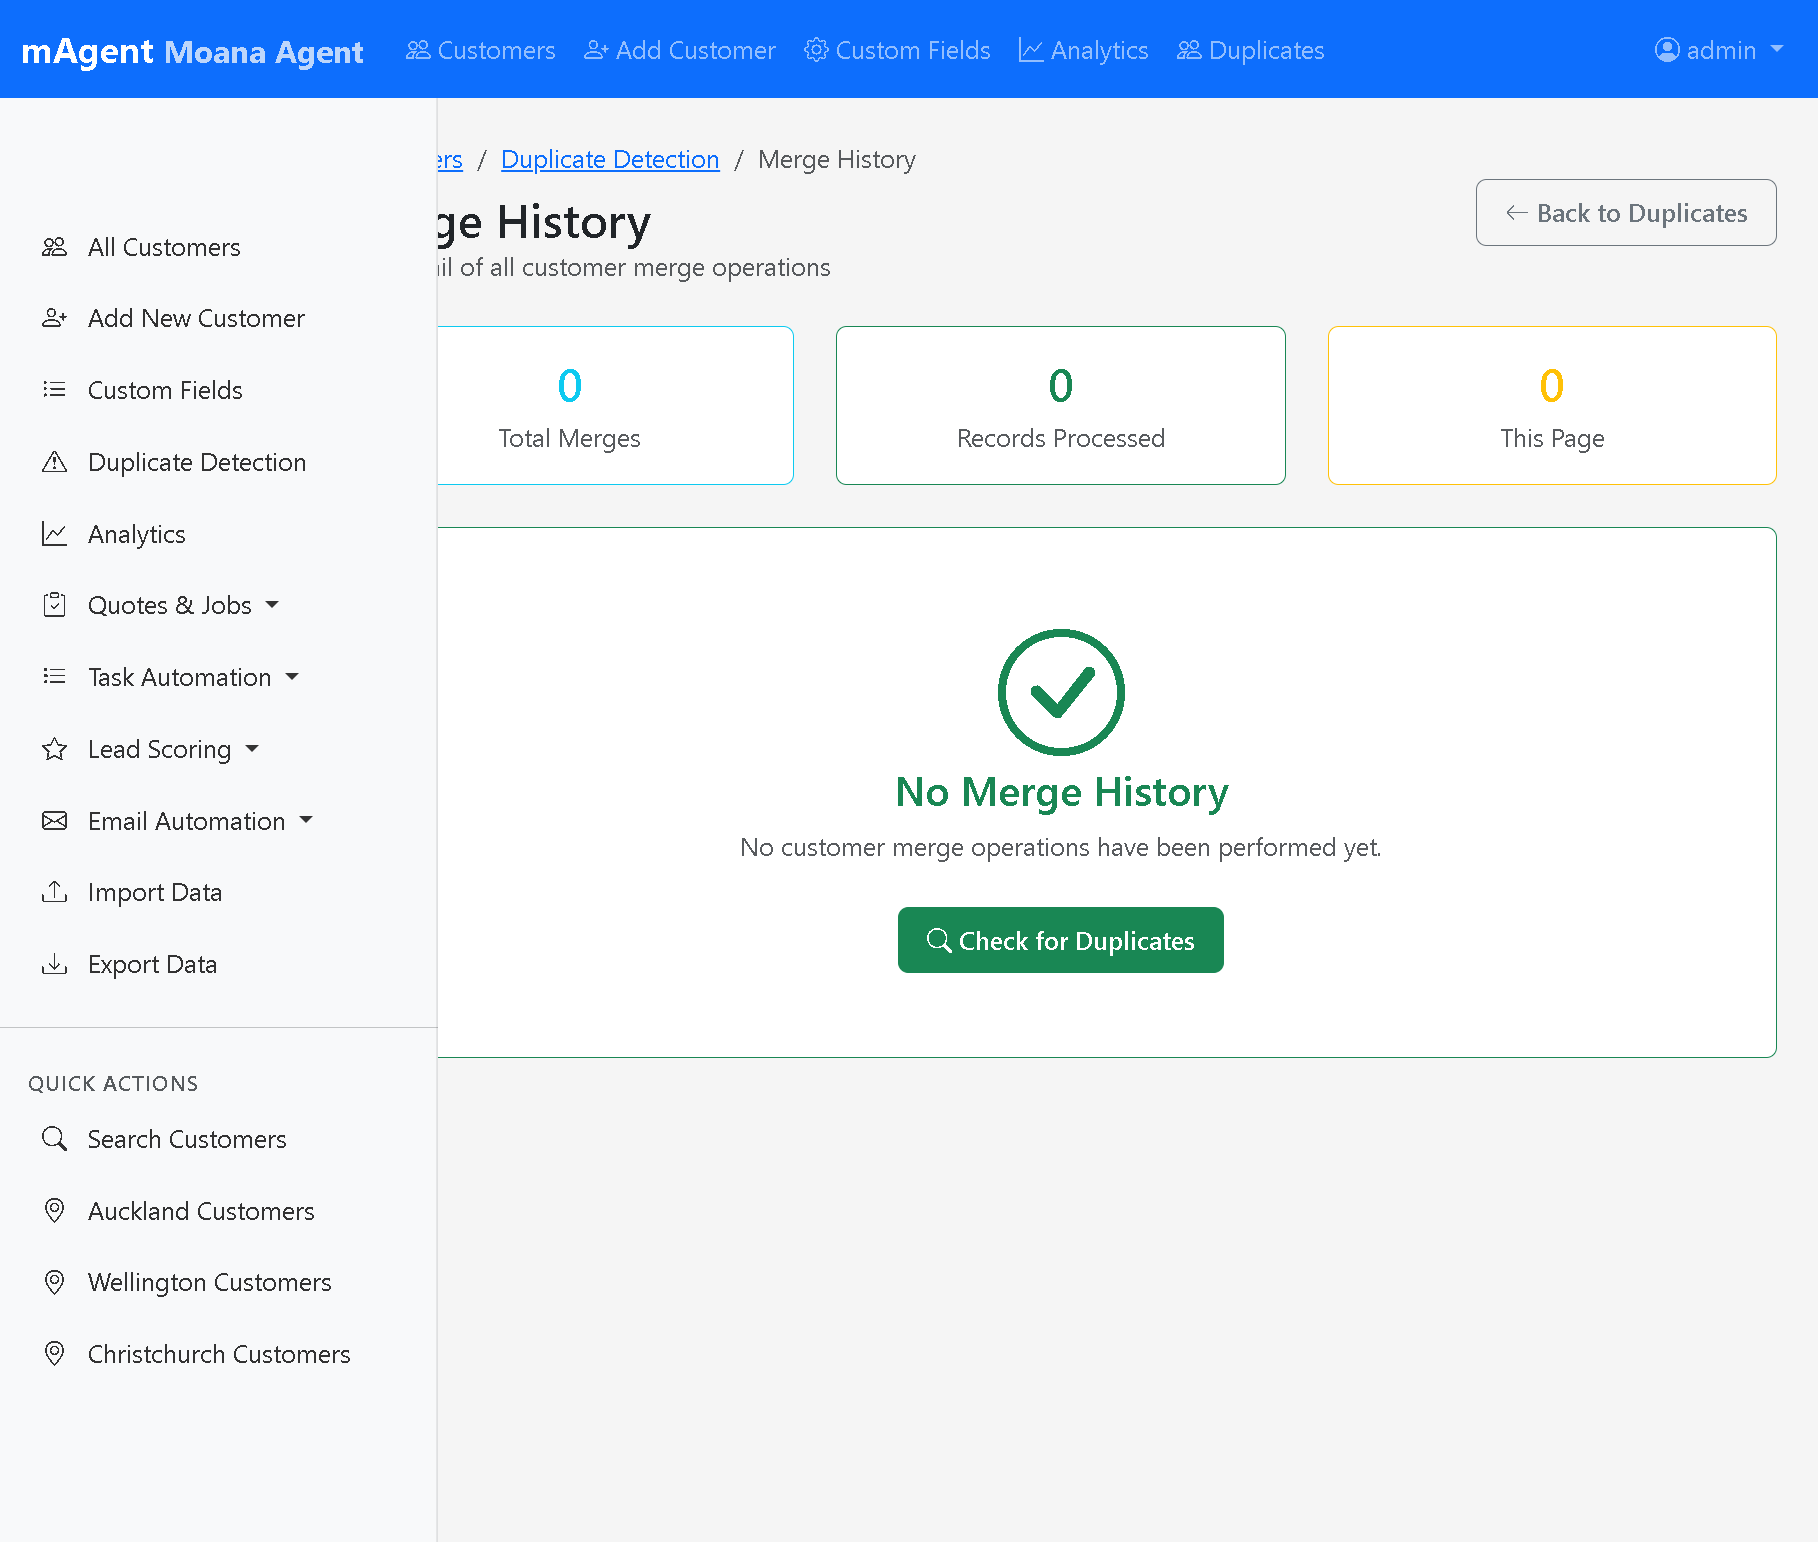 mAgent Moana Agent
Customers
Add Customer
Custom Fields
Analytics
Duplicates
admin
All Customers
Add New Customer
Custom Fields
Duplicate Detection
Analytics
Quotes & Jobs
Task Automation
Lead Scoring
Email Automation
Import Data
Export Data
QUICK ACTIONS
Search Customers
Auckland Customers
Wellington Customers
Christchurch Customers
ers / Duplicate Detection / Merge History
ge History
ail of all customer merge operations
Back to Duplicates
0
Total Merges
0
Records Processed
0
This Page
No Merge History
No customer merge operations have been performed yet.
Check for Duplicates